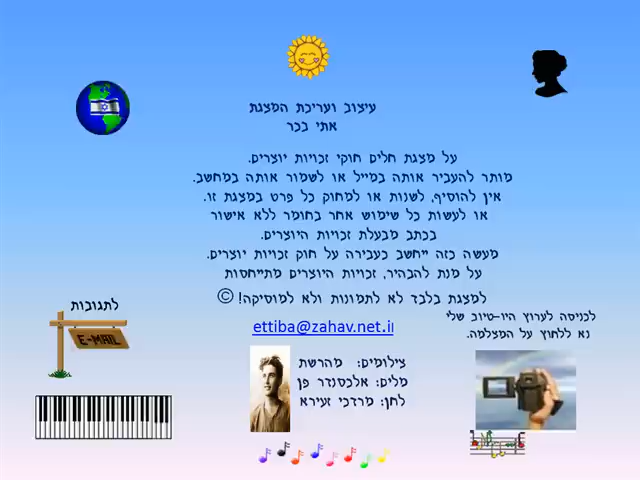 עיצוב ועריכת המצגת
אתי בכר
על מצגת חלים חוקי זכויות יוצרים.
מותר להעביר אותה במייל או לשמור אותה במחשב.
אין להוסיף, לשנות או למחוק כל פרט במצגת זו.
או לעשות כל שימוש אחר בחומר ללא אישור
בכתב מבעלת זכויות היוצרים.
מעשה כזה ייחשב כעבירה על חוק זכויות יוצרים.
על מנת להבהיר, זכויות היוצרים מתייחסות
למצגת בלבד לא לתמונות ולא למוסיקה! ©
לתגובות
E-MAIL
ettiba@zahav.net.il
לכניסה לערוץ היו-טיוב שלי
נא ללחוץ על המצלמה.
צילומים: מהרשת
מלים: אלכסנדר פן
לחן: מרדכי זעירא